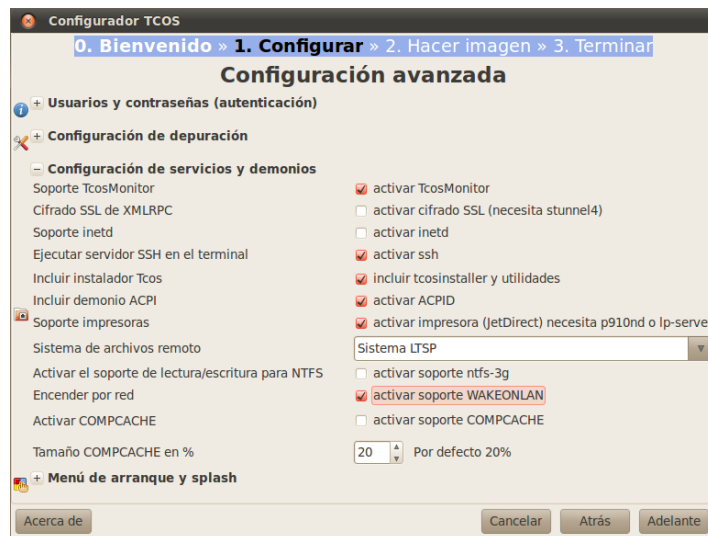 Configurador TCOS
0. Bienvenido » 1. Configurar » 2. Hacer imagen » 3. Terminar
Configuración avanzada
Usuarios y contraseñas (autenticación)
Configuración de depuración
Configuración de servicios y demonios
Soporte TcosMonitor activar TcosMonitor
Cifrado SSL de XMLRPC activar cifrado SSL (necesita stunnel4)
Soporte inetd activar inetd
Ejecutar servidor SSH en el terminal activar ssh
Incluir instalador Tcos incluir tcosinstaller y utilidades
Incluir demonio ACPI activar ACPID
Soporte impresoras activar impresora (JetDirect) necesita p910nd o lp-serve
Sistema de archivos remoto Sistema LTSP
Activar el soporte de lectura/escritura para NTFS activar soporte ntfs-3g
Encender por red activar soporte WAKEONLAN
Activar COMPCACHE activar soporte COMPCACHE
Tamaño COMPCACHE en % 20 Por defecto 20%
Menú de arranque y splash
Acerca de Cancelar Atrás Adelante